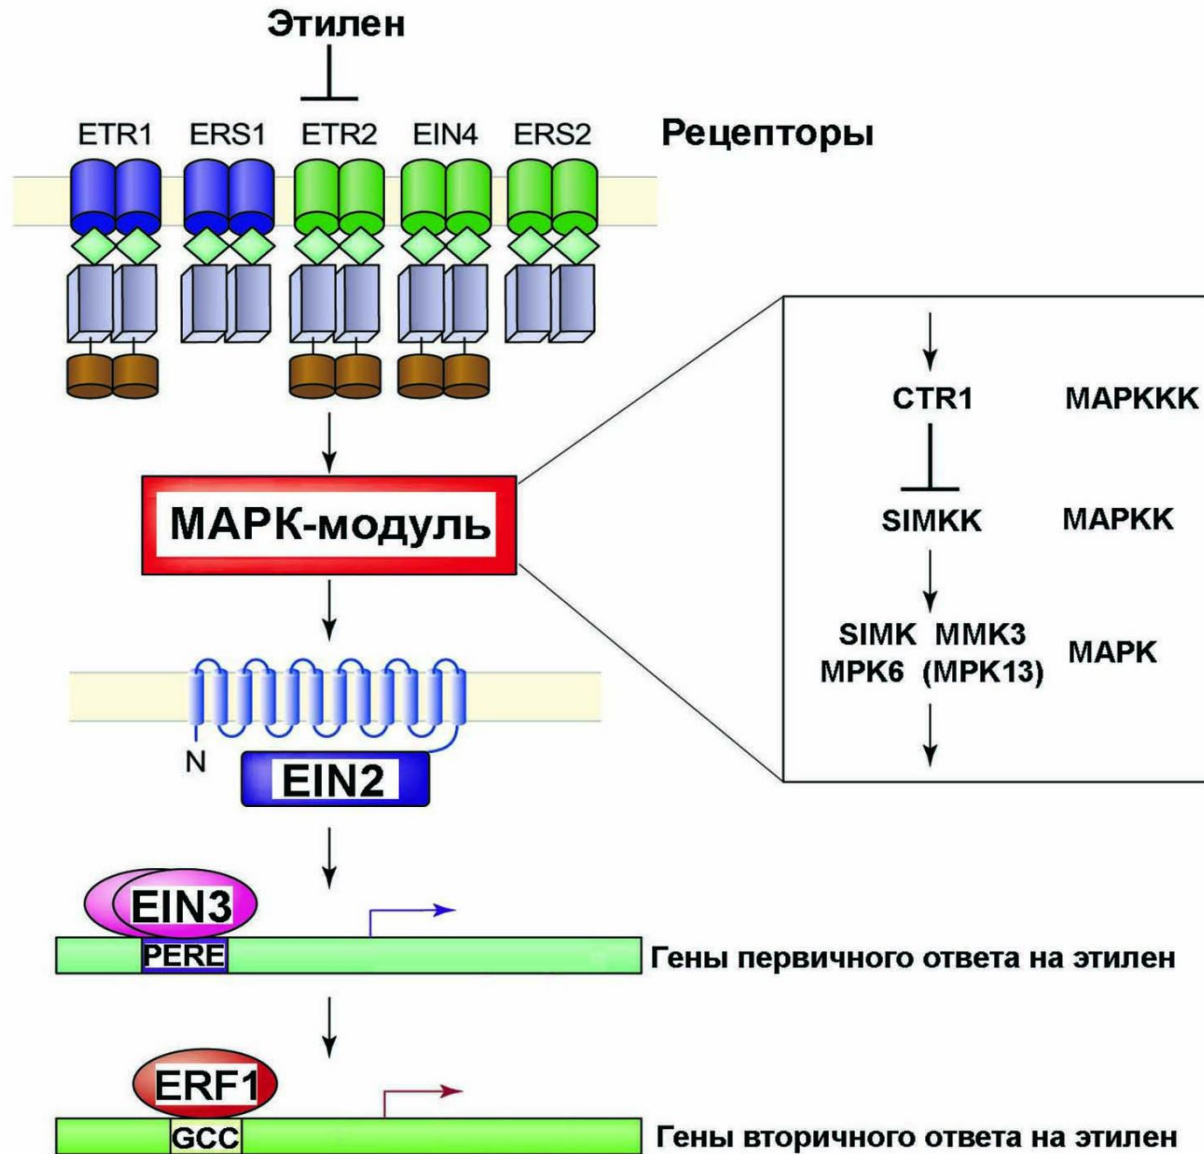 Этилен
ETR1 ERS1 ETR2 EIN4 ERS2
Рецепторы
МАРК-модуль
CTR1 MAPKKK
SIMKK MAPKK
SIMK MMK3
MPK6 (MPK13)
MAPK
N
EIN2
EIN3
PERE
Гены первичного ответа на этилен
ERF1
GCC
Гены вторичного ответа на этилен